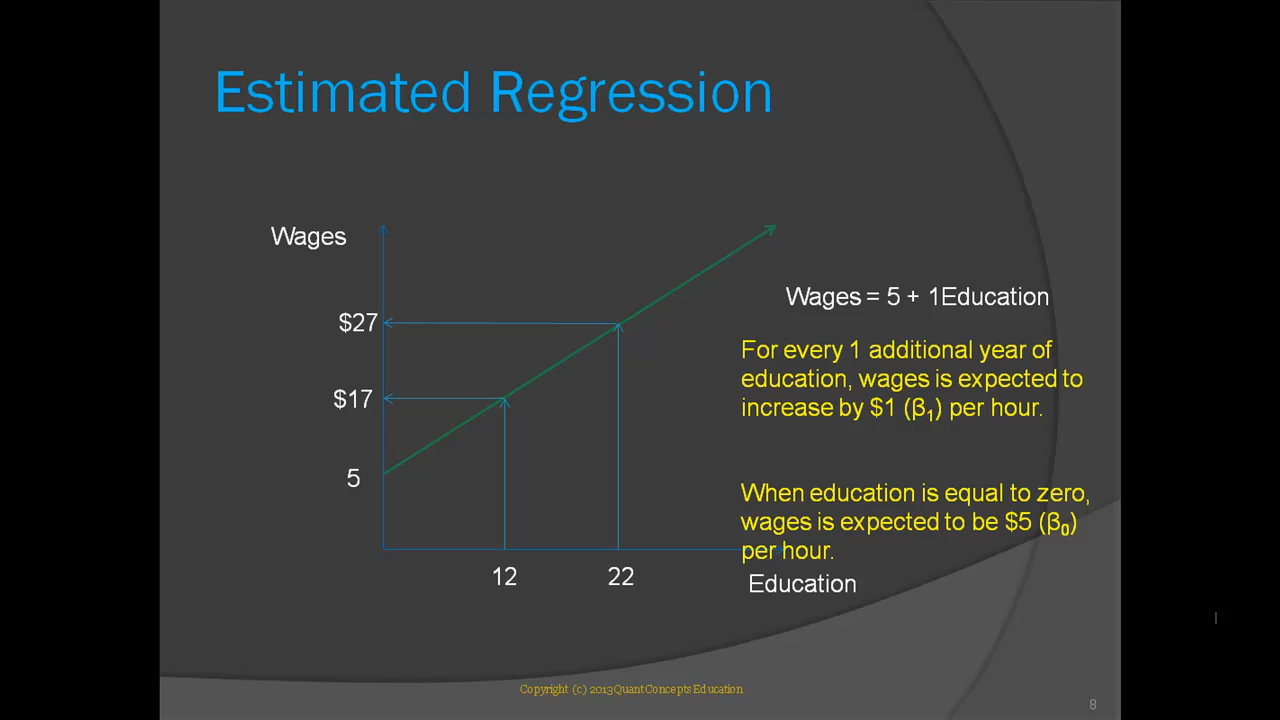 Estimated Regression
Wages
$27
$17
5
12
22
Education
Wages = 5 + 1Education
For every 1 additional year of
education, wages is expected to
increase by $1 (β₁) per hour.
When education is equal to zero,
wages is expected to be $5 (β₀)
per hour.
Copyright (c) 2013QuantConcepts Education
8